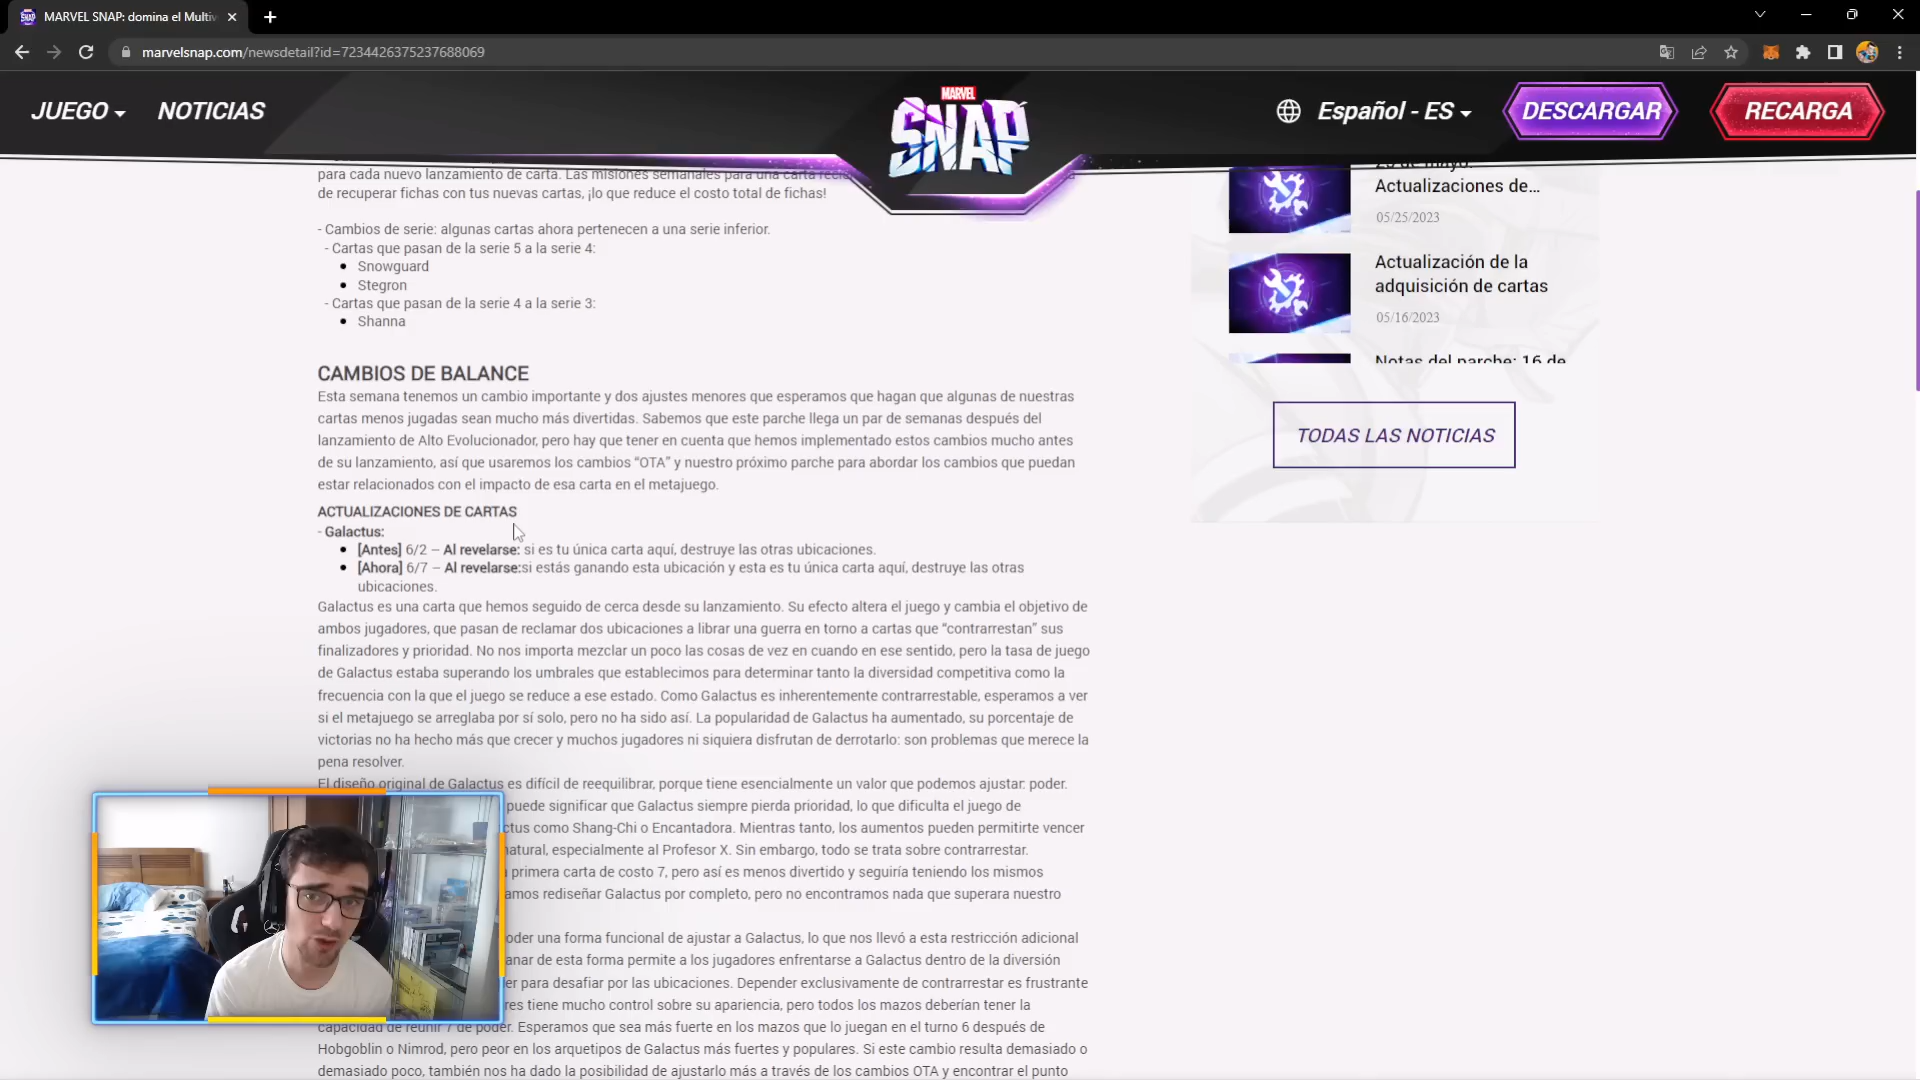 MARVEL SNAP: domina el Multiv
marvelsnap.com/newsdetail?id=7234426375237688069
JUEGO
NOTICIAS
MARVEL
SNAP
Español - ES
DESCARGAR
RECARGA
para cada nuevo lanzamiento de carta. Las misiones semanales para una carta
de recuperar fichas con tus nuevas cartas, ¡lo que reduce el costo total de fichas!
- Cambios de serie: algunas cartas ahora pertenecen a una serie inferior.
- Cartas que pasan de la serie 5 a la serie 4:
Snowguard
Stegron
- Cartas que pasan de la serie 4 a la serie 3:
Shanna
CAMBIOS DE BALANCE
Esta semana tenemos un cambio importante y dos ajustes menores que esperamos que hagan que algunas de nuestras
cartas menos jugadas sean mucho más divertidas. Sabemos que este parche llega un par de semanas después del
lanzamiento de Alto Evolucionador, pero hay que tener en cuenta que hemos implementado estos cambios mucho antes
de su lanzamiento, así que usaremos los cambios “OTA” y nuestro próximo parche para abordar los cambios que puedan
estar relacionados con el impacto de esa carta en el metajuego.
ACTUALIZACIONES DE CARTAS
- Galactus:
[Antes] 6/2 – Al revelarse: si es tu única carta aquí, destruye las otras ubicaciones.
[Ahora] 6/7 – Al revelarse:si estás ganando esta ubicación y esta es tu única carta aquí, destruye las otras
ubicaciones.
Galactus es una carta que hemos seguido de cerca desde su lanzamiento. Su efecto altera el juego y cambia el objetivo de
ambos jugadores, que pasan de reclamar dos ubicaciones a librar una guerra en torno a cartas que “contrarrestan” sus
finalizadores y prioridad. No nos importa mezclar un poco las cosas de vez en cuando en ese sentido, pero la tasa de juego
de Galactus estaba superando los umbrales que establecimos para determinar tanto la diversidad competitiva como la
frecuencia con la que el juego se reduce a ese estado. Como Galactus es inherentemente contrarrestable, esperamos a ver
si el metajuego se arreglaba por sí solo, pero no ha sido así. La popularidad de Galactus ha aumentado, su porcentaje de
victorias no ha hecho más que crecer y muchos jugadores ni siquiera disfrutan de derrotarlo: son problemas que merece la
pena resolver.
El diseño original de Galactus es difícil de reequilibrar, porque tiene esencialmente un valor que podemos ajustar: poder.
puede significar que Galactus siempre pierda prioridad, lo que dificulta el juego de
ctus como Shang-Chi o Encantadora. Mientras tanto, los aumentos pueden permitirte vencer
natural, especialmente al Profesor X. Sin embargo, todo se trata sobre contrarrestar.
primera carta de costo 7, pero así es menos divertido y seguiría teniendo los mismos
amos rediseñar Galactus por completo, pero no encontramos nada que superara nuestro
oder una forma funcional de ajustar a Galactus, lo que nos llevó a esta restricción adicional
anar de esta forma permite a los jugadores enfrentarse a Galactus dentro de la diversión
er para desafiar por las ubicaciones. Depender exclusivamente de contrarrestar es frustrante
res tiene mucho control sobre su apariencia, pero todos los mazos deberían tener la
capacidad de reunir 7 de poder. Esperamos que sea más fuerte en los mazos que lo juegan en el turno 6 después de
Hobgoblin o Nimrod, pero peor en los arquetipos de Galactus más fuertes y populares. Si este cambio resulta demasiado o
demasiado poco, también nos ha dado la posibilidad de ajustarlo más a través de los cambios OTA y encontrar el punto
Actualizaciones de...
05/25/2023
Actualización de la
adquisición de cartas
05/16/2023
Notas del parche: 16 de
TODAS LAS NOTICIAS